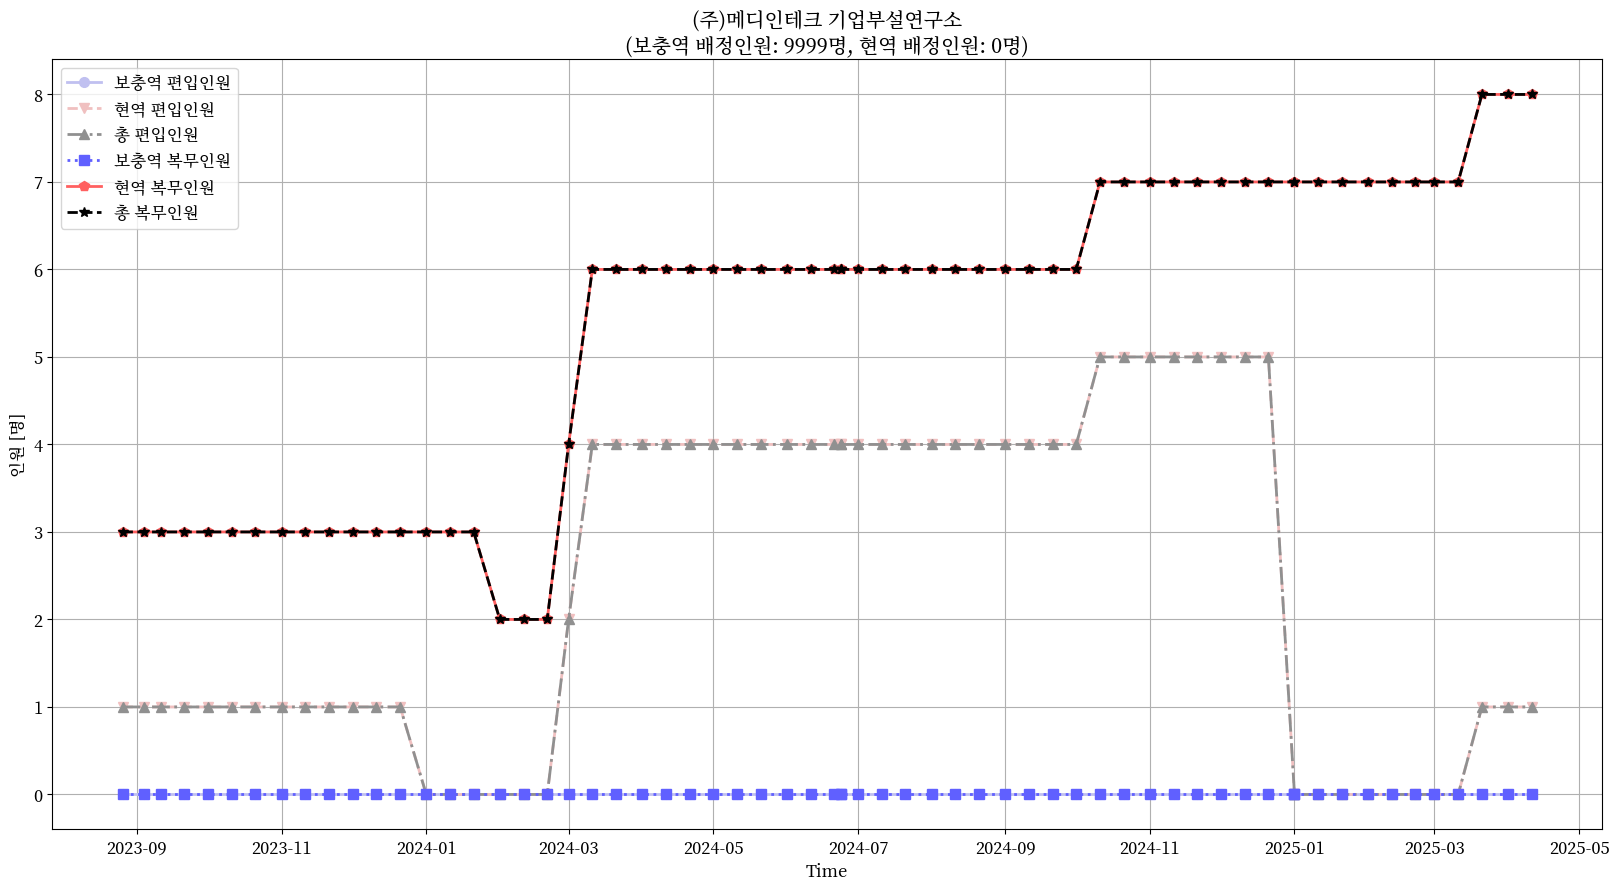 (주)메디인테크 기업부설연구소
(보충역 배정인원: 9999명, 현역 배정인원: 0명)
보충역 편입인원
현역 편입인원
총 편입인원
보충역 복무인원
현역 복무인원
총 복무인원
8
7
6
5
4
3
2
1
0
인원 [명]
2023-09 2023-11 2024-01 2024-03 2024-05 2024-07 2024-09 2024-11 2025-01 2025-03 2025-05
Time